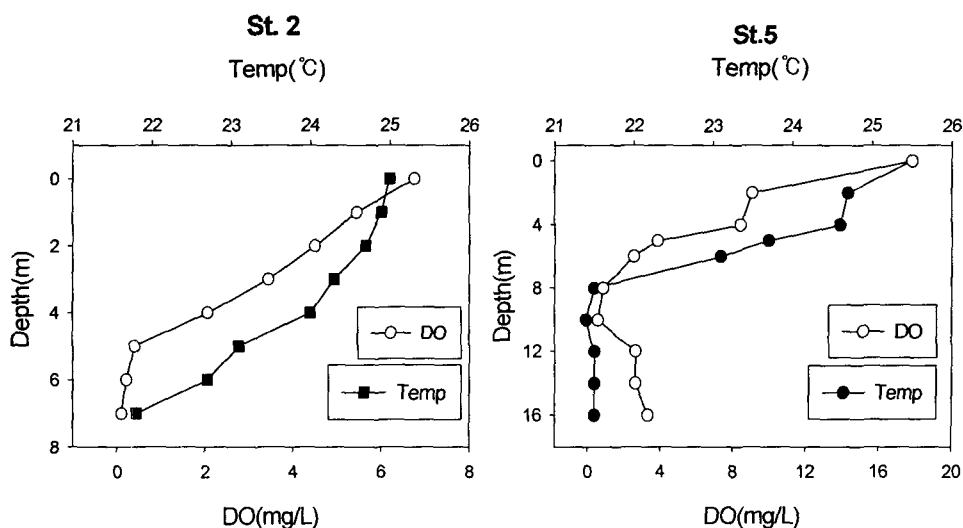 St. 2
Temp(℃)
21 22 23 24 25 26
Depth(m)
0
2
4
6
8
DO
Temp
0 2 4 6 8
DO(mg/L)
St.5
Temp(℃)
21 22 23 24 25 26
Depth(m)
0
4
8
12
16
DO
Temp
0 4 8 12 16 20
DO(mg/L)